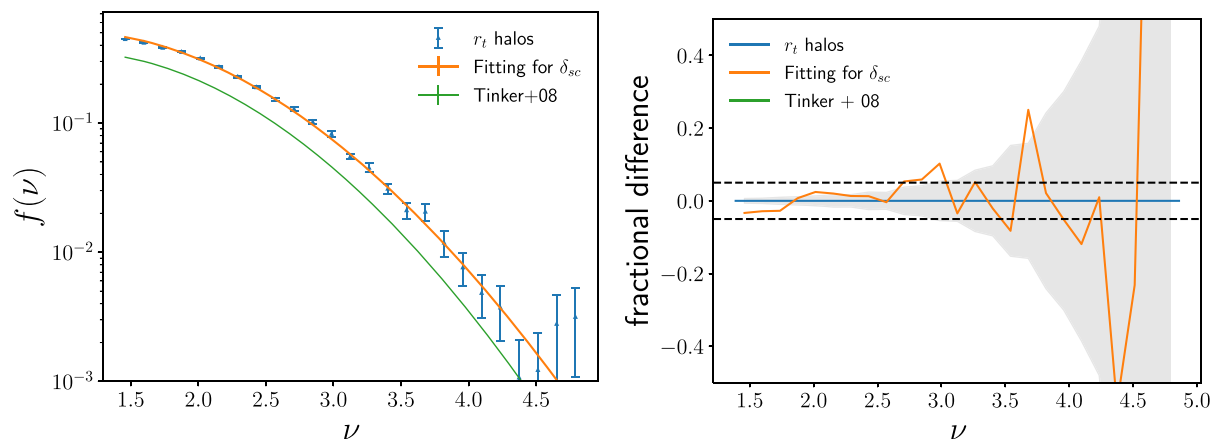 f(ν)
10⁻¹
10⁻²
10⁻³
1.5 2.0 2.5 3.0 3.5 4.0 4.5
ν
r_t halos
Fitting for δ_sc
Tinker+08
fractional difference
0.4
0.2
0.0
−0.2
−0.4
1.5 2.0 2.5 3.0 3.5 4.0 4.5 5.0
ν
r_t halos
Fitting for δ_sc
Tinker + 08